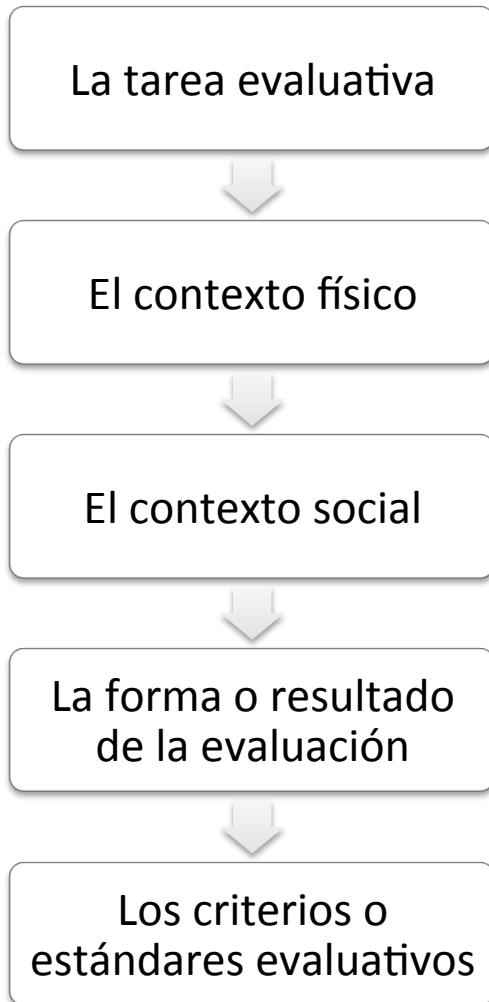 La tarea evaluativa
El contexto físico
El contexto social
La forma o resultado
de la evaluación
Los criterios o
estándares evaluativos